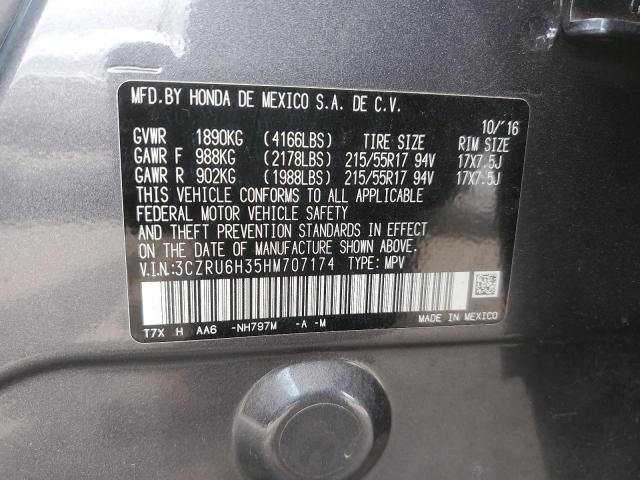 MFD.BY HONDA DE MEXICO S.A. DE C.V.
10/'16
GVWR 1890KG (4166LBS) TIRE SIZE RIM SIZE
GAWR F 988KG (2178LBS) 215/55R17 94V 17X7.5J
GAWR R 902KG (1988LBS) 215/55R17 94V 17X7.5J
THIS VEHICLE CONFORMS TO ALL APPLICABLE
FEDERAL MOTOR VEHICLE SAFETY
AND THEFT PREVENTION STANDARDS IN EFFECT
ON THE DATE OF MANUFACTURE SHOWN ABOVE.
V.I.N:3CZRU6H35HM707174 TYPE: MPV
T7X H AA6 -NH797M -A -M MADE IN MEXICO